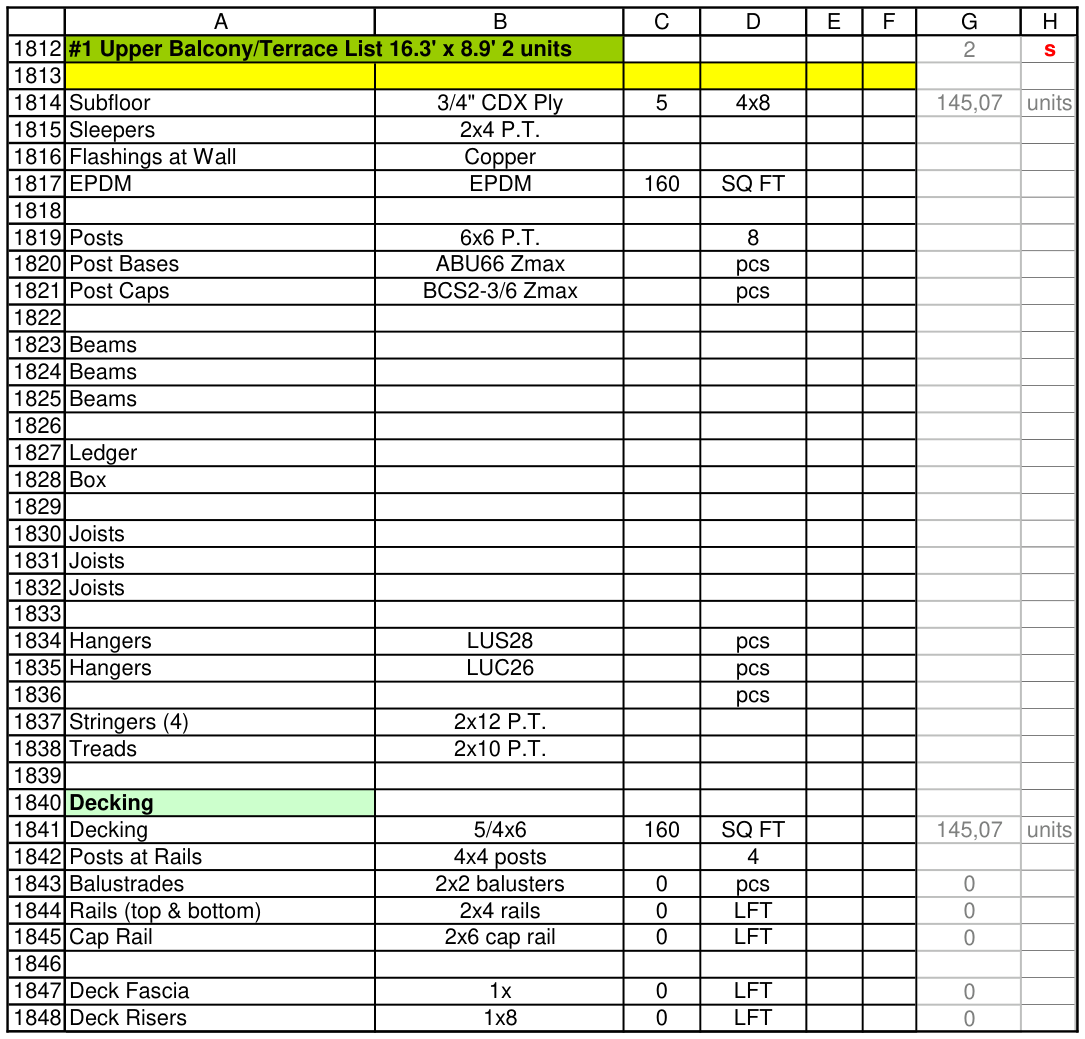 A B C D E F G H
1812 #1 Upper Balcony/Terrace List 16.3' x 8.9' 2 units 2 s
1813
1814 Subfloor 3/4" CDX Ply 5 4x8 145,07 units
1815 Sleepers 2x4 P.T.
1816 Flashings at Wall Copper
1817 EPDM EPDM 160 SQ FT
1818
1819 Posts 6x6 P.T. 8
1820 Post Bases ABU66 Zmax pcs
1821 Post Caps BCS2-3/6 Zmax pcs
1822
1823 Beams
1824 Beams
1825 Beams
1826
1827 Ledger
1828 Box
1829
1830 Joists
1831 Joists
1832 Joists
1833
1834 Hangers LUS28 pcs
1835 Hangers LUC26 pcs
1836 pcs
1837 Stringers (4) 2x12 P.T.
1838 Treads 2x10 P.T.
1839
1840 Decking
1841 Decking 5/4x6 160 SQ FT 145,07 units
1842 Posts at Rails 4x4 posts 4
1843 Balustrades 2x2 balusters 0 pcs 0
1844 Rails (top & bottom) 2x4 rails 0 LFT 0
1845 Cap Rail 2x6 cap rail 0 LFT 0
1846
1847 Deck Fascia 1x 0 LFT 0
1848 Deck Risers 1x8 0 LFT 0